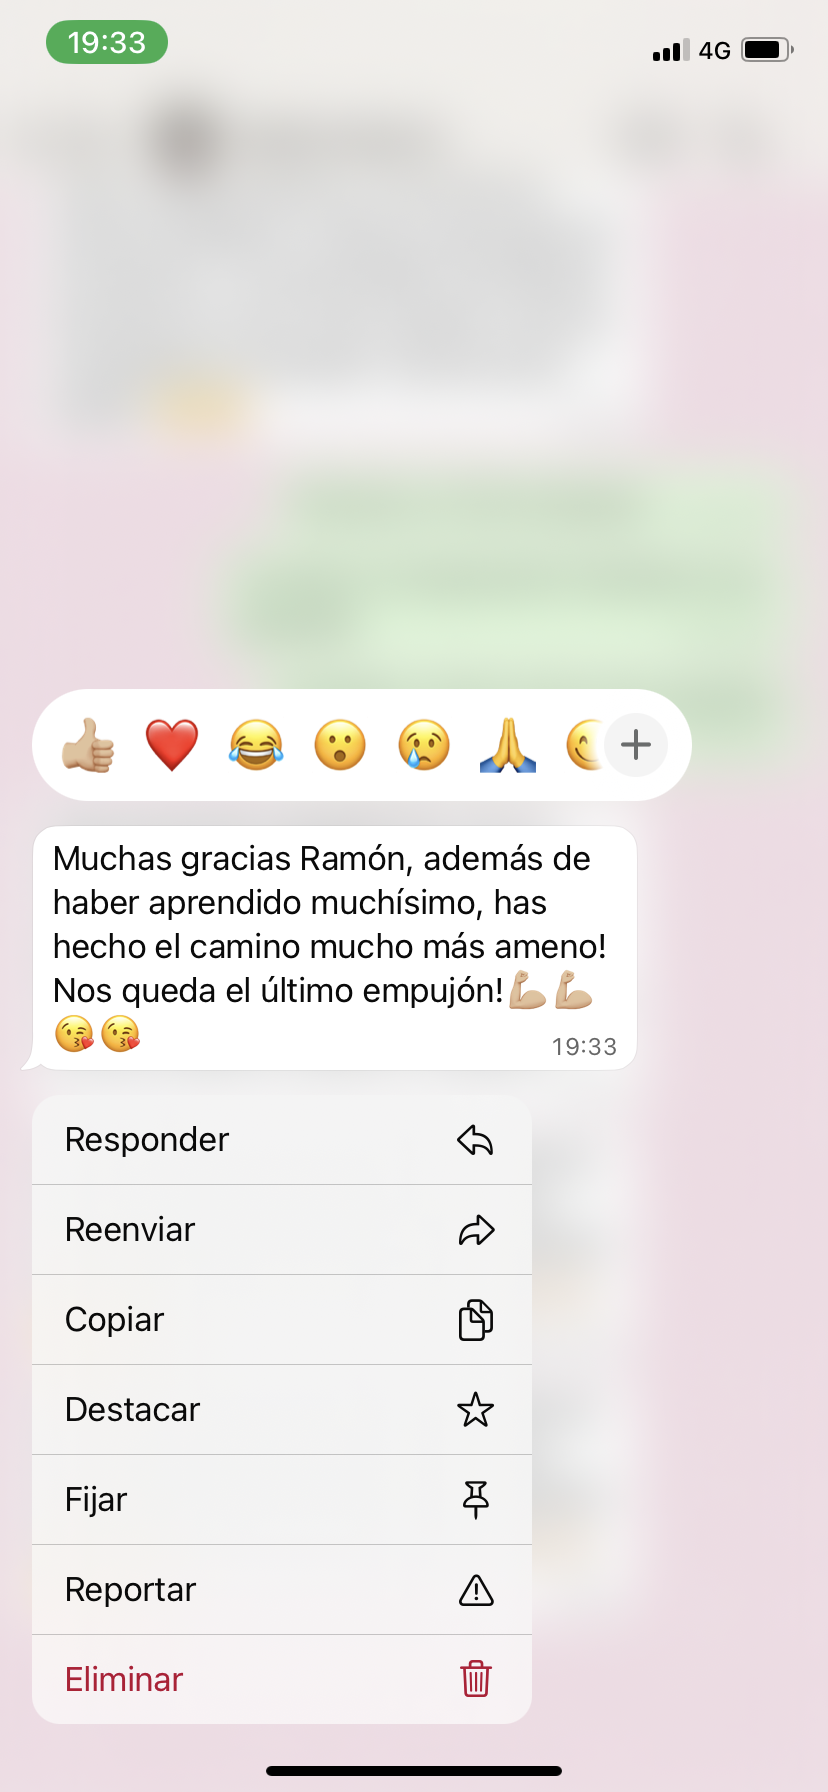 19:33
4G
Muchas gracias Ramón, además de
haber aprendido muchísimo, has
hecho el camino mucho más ameno!
Nos queda el último empujón!💪🏼💪🏼
😘😘
19:33
Responder
Reenviar
Copiar
Destacar
Fijar
Reportar
Eliminar